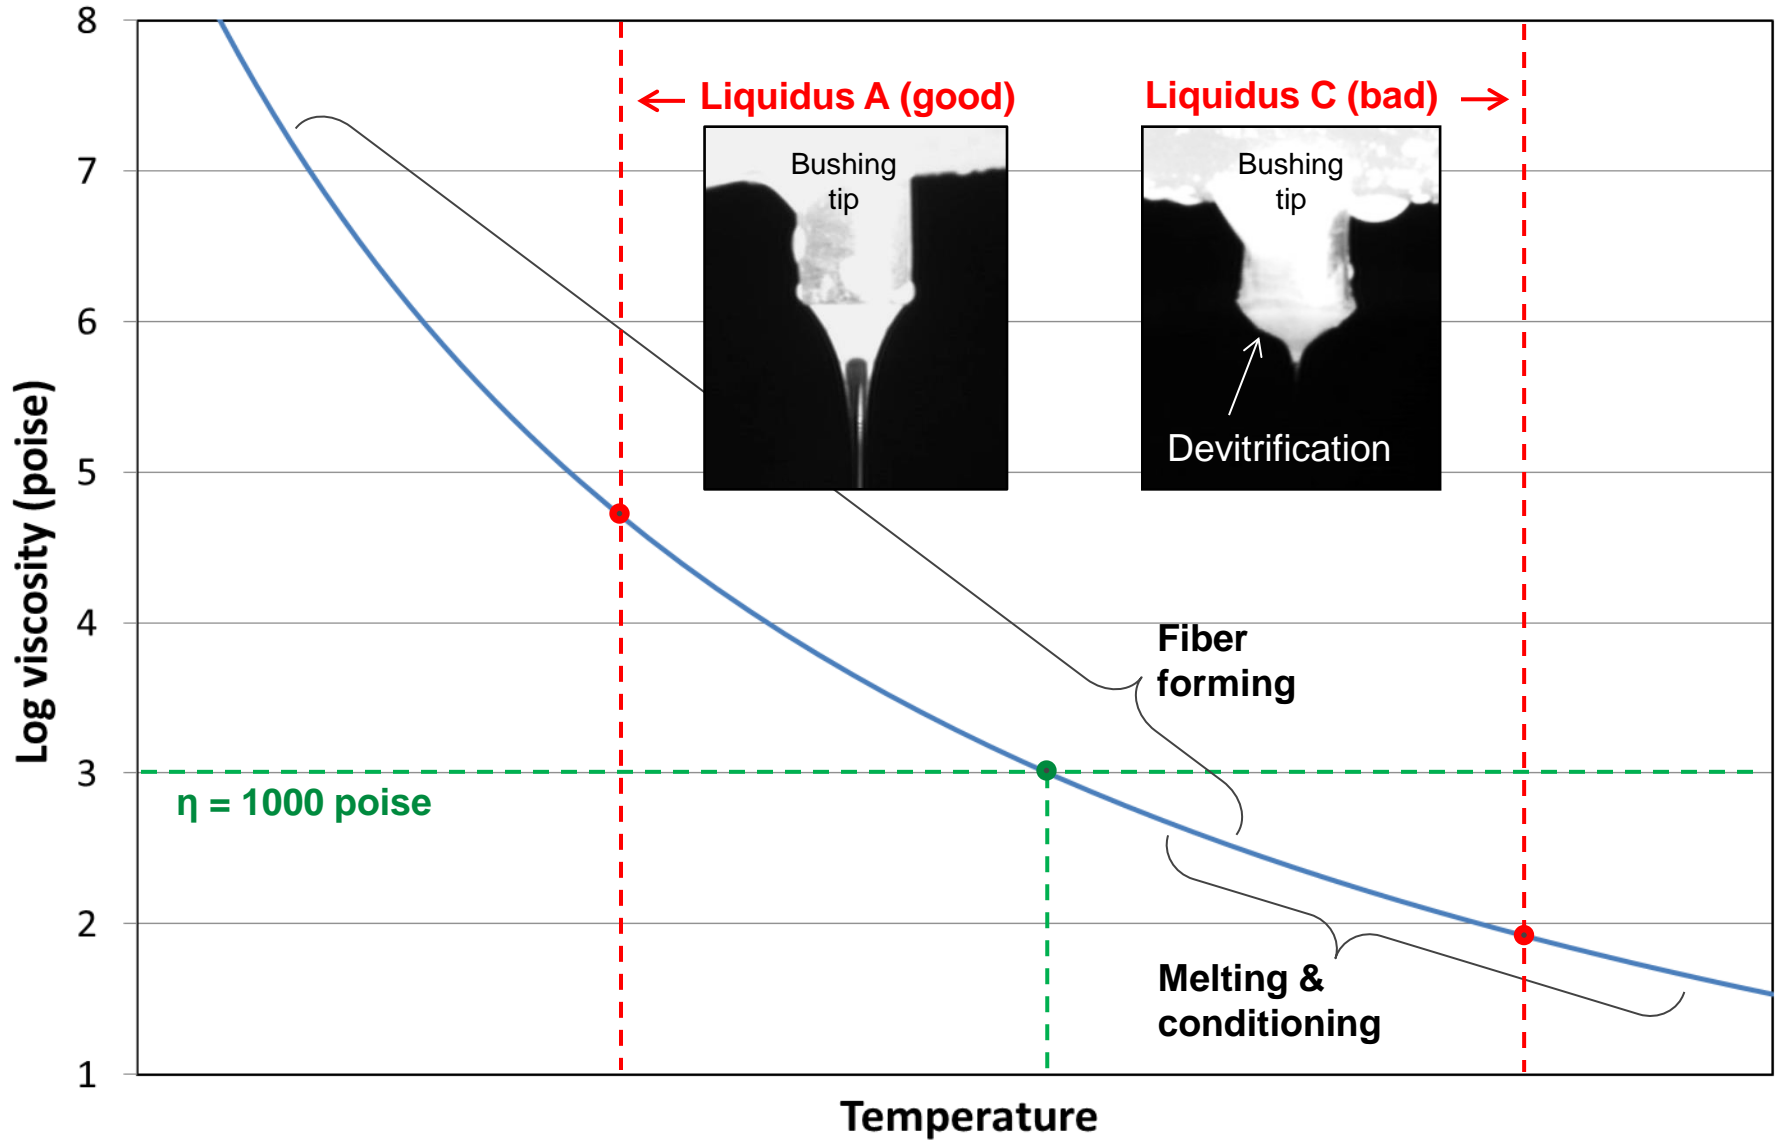 8
7
6
5
4
3
2
1
Log viscosity (poise)
Temperature
Liquidus A (good)
Liquidus C (bad)
Bushing
tip
Bushing
tip
Devitrification
Fiber
forming
η = 1000 poise
Melting &
conditioning